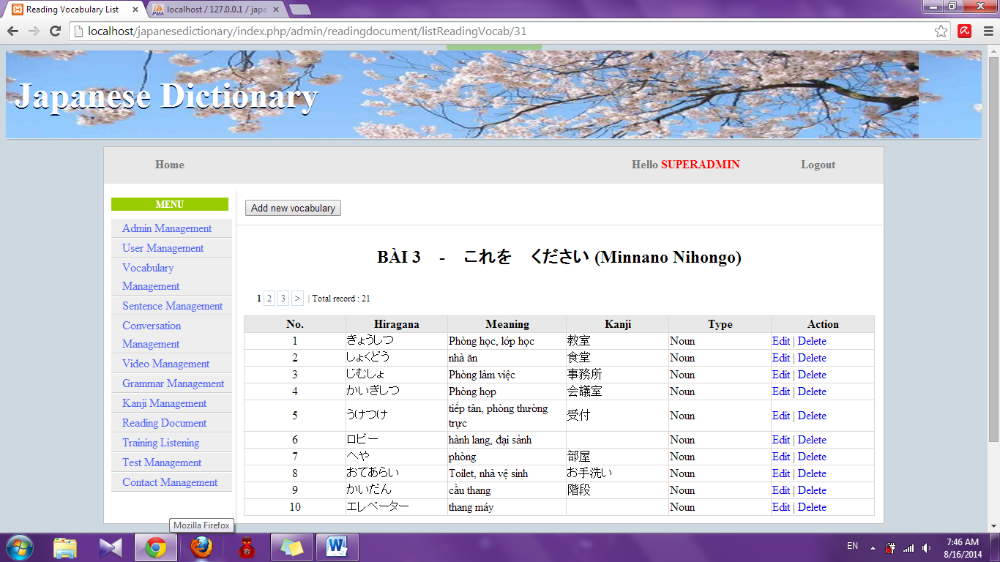 Reading Vocabulary List
localhost / 127.0.0.1 / japa
localhost/japanesedictionary/index.php/admin/readingdocument/listReadingVocab/31
Japanese Dictionary
Home Hello SUPERADMIN Logout
MENU
Admin Management
User Management
Vocabulary
Management
Sentence Management
Conversation
Management
Video Management
Grammar Management
Kanji Management
Reading Document
Training Listening
Test Management
Contact Management
Add new vocabulary
BÀI 3 - これを ください (Minnano Nihongo)
1 2 3 > | Total record : 21
No. Hiragana Meaning Kanji Type Action
1 きょうしつ Phòng học, lớp học 教室 Noun Edit | Delete
2 しょくどう nhà ăn 食堂 Noun Edit | Delete
3 じむしょ Phòng làm việc 事務所 Noun Edit | Delete
4 かいぎしつ Phòng họp 会議室 Noun Edit | Delete
5 うけつけ tiếp tân, phòng thường
trực 受付 Noun Edit | Delete
6 ロビー hành lang, đại sảnh Noun Edit | Delete
7 へや phòng 部屋 Noun Edit | Delete
8 おてあらい Toilet, nhà vệ sinh お手洗い Noun Edit | Delete
9 かいだん cầu thang 階段 Noun Edit | Delete
10 エレベーター thang máy Noun Edit | Delete
Mozilla Firefox
EN 7:46 AM
8/16/2014